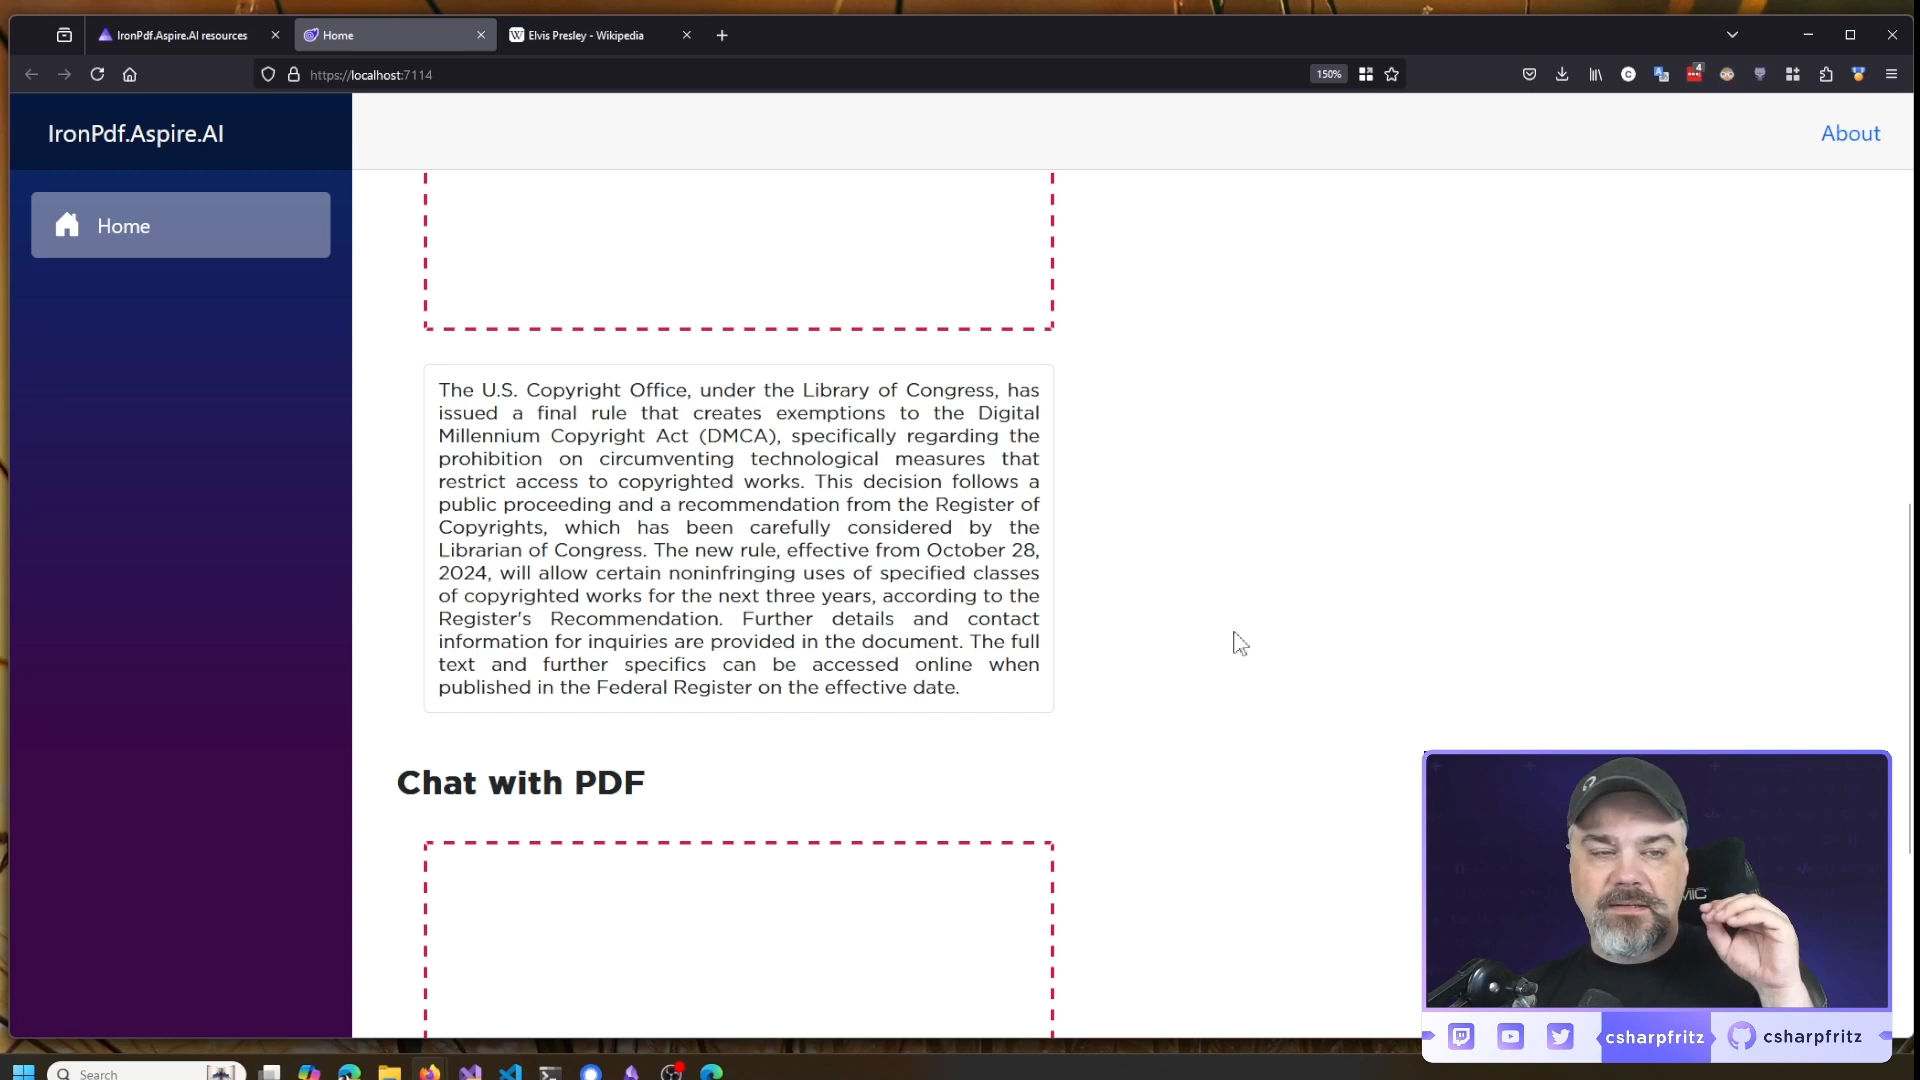 IronPdf.Aspire.AI resources
Home
Elvis Presley - Wikipedia
https://localhost:7114
150%
4
IronPdf.Aspire.AI
About
Home
The U.S. Copyright Office, under the Library of Congress, has
issued a final rule that creates exemptions to the Digital
Millennium Copyright Act (DMCA), specifically regarding the
prohibition on circumventing technological measures that
restrict access to copyrighted works. This decision follows a
public proceeding and a recommendation from the Register of
Copyrights, which has been carefully considered by the
Librarian of Congress. The new rule, effective from October 28,
2024, will allow certain noninfringing uses of specified classes
of copyrighted works for the next three years, according to the
Register's Recommendation. Further details and contact
information for inquiries are provided in the document. The full
text and further specifics can be accessed online when
published in the Federal Register on the effective date.
Chat with PDF
csharpfritz
csharpfritz
Search